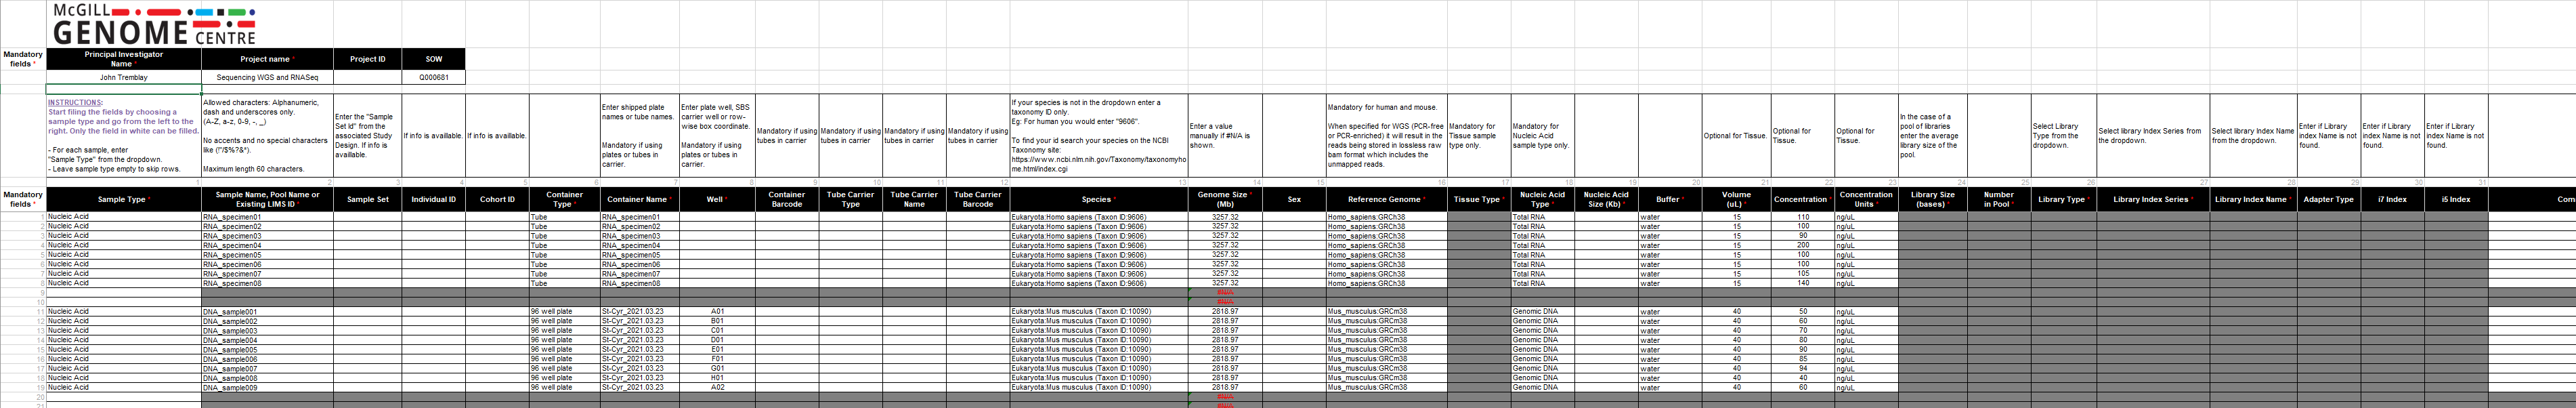 McGILL
GENOME
CENTRE
Mandatory fields * Principal Investigator Name * Project name * Project ID SOW
John Tremblay Sequencing WGS and RNASeq Q000681
INSTRUCTIONS:
Start filing the fields by choosing a
sample type and go from the left to the
right. Only the field in white can be filled.
- For each sample, enter
"Sample Type" from the dropdown.
- Leave sample type empty to skip rows.
Allowed characters: Alphanumeric,
dash and underscores only.
(A-Z, a-z, 0-9, -, _)
No accents and no special characters
like (!"/$%?&*).
Maximum length 60 characters.
Enter the "Sample
Set Id" from the
associated Study
Design. If info is
available.
If info is available.
If info is available.
Enter shipped plate
names or tube names.
Mandatory if using
plates or tubes in
carrier.
Enter plate well, SBS
carrier well or row-
wise box coordinate.
Mandatory if using
plates or tubes in
carrier.
Mandatory if using
tubes in carrier
Mandatory if using
tubes in carrier
Mandatory if using
tubes in carrier
Mandatory if using
tubes in carrier
If your species is not in the dropdown enter a
taxonomy ID only.
Eg: For human you would enter "9606".
To find your id search your species on the NCBI
Taxonomy site:
https://www.ncbi.nlm.nih.gov/Taxonomy/taxonomyho
me.html/index.cgi
Enter a value
manually if #N/A is
shown.
Mandatory for human and mouse.
When specified for WGS (PCR-free
or PCR-enriched) it will result in the
reads being stored in lossless raw
bam format which includes the
unmapped reads.
Mandatory for
Tissue sample
type only.
Mandatory for
Nucleic Acid
sample type only.
Optional for Tissue.
Optional for
Tissue.
Optional for
Tissue.
In the case of a
pool of libraries
enter the average
library size of the
pool.
Select Library
Type from the
dropdown.
Select library Index Series from
the dropdown.
Select library Index Name
from the dropdown.
Enter if Library
index Name is not
found.
Enter if Library
index Name is not
found.
Enter if Library
index Name is not
found.
1 2 3 4 5 6 7 8 9 10 11 12 13 14 15 16 17 18 19 20 21 22 23 24 25 26 27 28 29 30 31
Mandatory fields * Sample Type * Sample Name, Pool Name or Existing LIMS ID * Sample Set Individual ID Cohort ID Container Type * Container Name * Well * Container Barcode Tube Carrier Type Tube Carrier Name Tube Carrier Barcode Species * Genome Size * (Mb) Sex Reference Genome * Tissue Type * Nucleic Acid Type * Nucleic Acid Size (Kb) * Buffer * Volume (uL) * Concentration * Concentration Units * Library Size (bases) * Number in Pool * Library Type * Library Index Series * Library Index Name * Adapter Type i7 Index i5 Index Com
1 Nucleic Acid RNA_specimen01 Tube RNA_specimen01 Eukaryota:Homo sapiens (Taxon ID:9606) 3257.32 Homo_sapiens:GRCh38 Total RNA water 15 110 ng/uL
2 Nucleic Acid RNA_specimen02 Tube RNA_specimen02 Eukaryota:Homo sapiens (Taxon ID:9606) 3257.32 Homo_sapiens:GRCh38 Total RNA water 15 100 ng/uL
3 Nucleic Acid RNA_specimen03 Tube RNA_specimen03 Eukaryota:Homo sapiens (Taxon ID:9606) 3257.32 Homo_sapiens:GRCh38 Total RNA water 15 90 ng/uL
4 Nucleic Acid RNA_specimen04 Tube RNA_specimen04 Eukaryota:Homo sapiens (Taxon ID:9606) 3257.32 Homo_sapiens:GRCh38 Total RNA water 15 200 ng/uL
5 Nucleic Acid RNA_specimen05 Tube RNA_specimen05 Eukaryota:Homo sapiens (Taxon ID:9606) 3257.32 Homo_sapiens:GRCh38 Total RNA water 15 100 ng/uL
6 Nucleic Acid RNA_specimen06 Tube RNA_specimen06 Eukaryota:Homo sapiens (Taxon ID:9606) 3257.32 Homo_sapiens:GRCh38 Total RNA water 15 100 ng/uL
7 Nucleic Acid RNA_specimen07 Tube RNA_specimen07 Eukaryota:Homo sapiens (Taxon ID:9606) 3257.32 Homo_sapiens:GRCh38 Total RNA water 15 105 ng/uL
8 Nucleic Acid RNA_specimen08 Tube RNA_specimen08 Eukaryota:Homo sapiens (Taxon ID:9606) 3257.32 Homo_sapiens:GRCh38 Total RNA water 15 140 ng/uL
9 #N/A
10 #N/A
11 Nucleic Acid DNA_sample001 96 well plate St-Cyr_2021.03.23 A01 Eukaryota:Mus musculus (Taxon ID:10090) 2818.97 Mus_musculus:GRCm38 Genomic DNA water 40 50 ng/uL
12 Nucleic Acid DNA_sample002 96 well plate St-Cyr_2021.03.23 B01 Eukaryota:Mus musculus (Taxon ID:10090) 2818.97 Mus_musculus:GRCm38 Genomic DNA water 40 60 ng/uL
13 Nucleic Acid DNA_sample003 96 well plate St-Cyr_2021.03.23 C01 Eukaryota:Mus musculus (Taxon ID:10090) 2818.97 Mus_musculus:GRCm38 Genomic DNA water 40 70 ng/uL
14 Nucleic Acid DNA_sample004 96 well plate St-Cyr_2021.03.23 D01 Eukaryota:Mus musculus (Taxon ID:10090) 2818.97 Mus_musculus:GRCm38 Genomic DNA water 40 80 ng/uL
15 Nucleic Acid DNA_sample005 96 well plate St-Cyr_2021.03.23 E01 Eukaryota:Mus musculus (Taxon ID:10090) 2818.97 Mus_musculus:GRCm38 Genomic DNA water 40 90 ng/uL
16 Nucleic Acid DNA_sample006 96 well plate St-Cyr_2021.03.23 F01 Eukaryota:Mus musculus (Taxon ID:10090) 2818.97 Mus_musculus:GRCm38 Genomic DNA water 40 85 ng/uL
17 Nucleic Acid DNA_sample007 96 well plate St-Cyr_2021.03.23 G01 Eukaryota:Mus musculus (Taxon ID:10090) 2818.97 Mus_musculus:GRCm38 Genomic DNA water 40 94 ng/uL
18 Nucleic Acid DNA_sample008 96 well plate St-Cyr_2021.03.23 H01 Eukaryota:Mus musculus (Taxon ID:10090) 2818.97 Mus_musculus:GRCm38 Genomic DNA water 40 40 ng/uL
19 Nucleic Acid DNA_sample009 96 well plate St-Cyr_2021.03.23 A02 Eukaryota:Mus musculus (Taxon ID:10090) 2818.97 Mus_musculus:GRCm38 Genomic DNA water 40 60 ng/uL
20 #N/A
21 #N/A